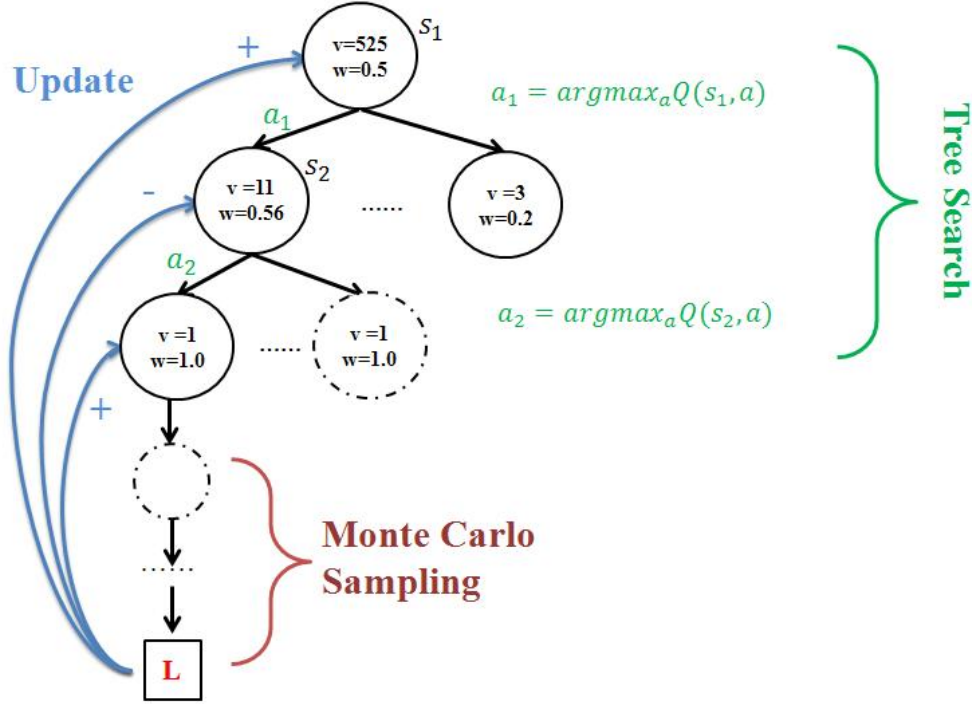 s₁
v=525
w=0.5
+
Update
a₁ = argmaxₐQ(s₁,a)
a₁
s₂
v =11
w=0.56
-
......
v =3
w=0.2
Tree Search
a₂
a₂ = argmaxₐQ(s₂,a)
v =1
w=1.0
......
v =1
w=1.0
+
Monte Carlo
Sampling
......
L